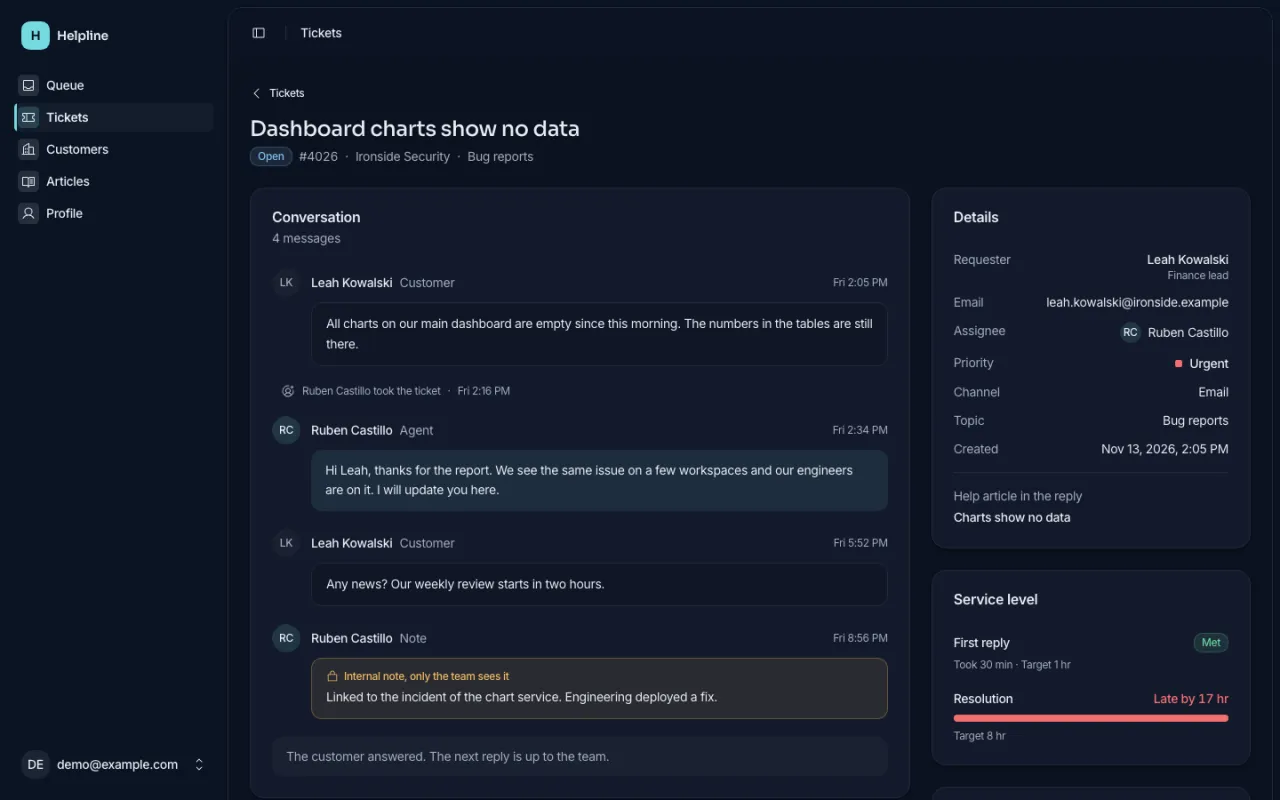 H Helpline
Queue
Tickets
Customers
Articles
Profile
DE demo@example.com
Tickets
Tickets
Dashboard charts show no data
Open #4026 · Ironside Security · Bug reports
Conversation
4 messages
LK Leah Kowalski Customer Fri 2:05 PM
All charts on our main dashboard are empty since this morning. The numbers in the tables are still
there.
Ruben Castillo took the ticket · Fri 2:16 PM
RC Ruben Castillo Agent Fri 2:34 PM
Hi Leah, thanks for the report. We see the same issue on a few workspaces and our engineers
are on it. I will update you here.
LK Leah Kowalski Customer Fri 5:52 PM
Any news? Our weekly review starts in two hours.
RC Ruben Castillo Note Fri 8:56 PM
Internal note, only the team sees it
Linked to the incident of the chart service. Engineering deployed a fix.
The customer answered. The next reply is up to the team.
Details
Requester Leah Kowalski
Finance lead
Email leah.kowalski@ironside.example
Assignee RC Ruben Castillo
Priority Urgent
Channel Email
Topic Bug reports
Created Nov 13, 2026, 2:05 PM
Help article in the reply
Charts show no data
Service level
First reply Met
Took 30 min · Target 1 hr
Resolution Late by 17 hr
Target 8 hr